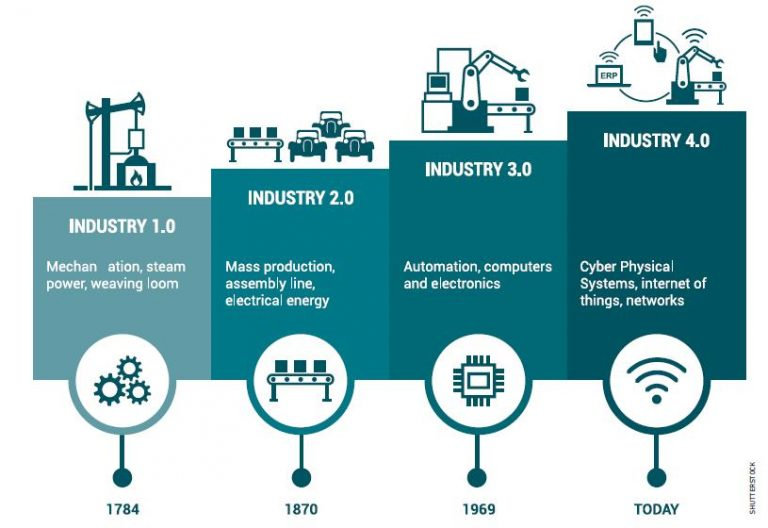 ERP
INDUSTRY 1.0
Mechan ation, steam
power, weaving loom
1784
INDUSTRY 2.0
Mass production,
assembly line,
electrical energy
1870
INDUSTRY 3.0
Automation, computers
and electronics
1969
INDUSTRY 4.0
Cyber Physical
Systems, internet of
things, networks
TODAY
SHUTTERSTOCK